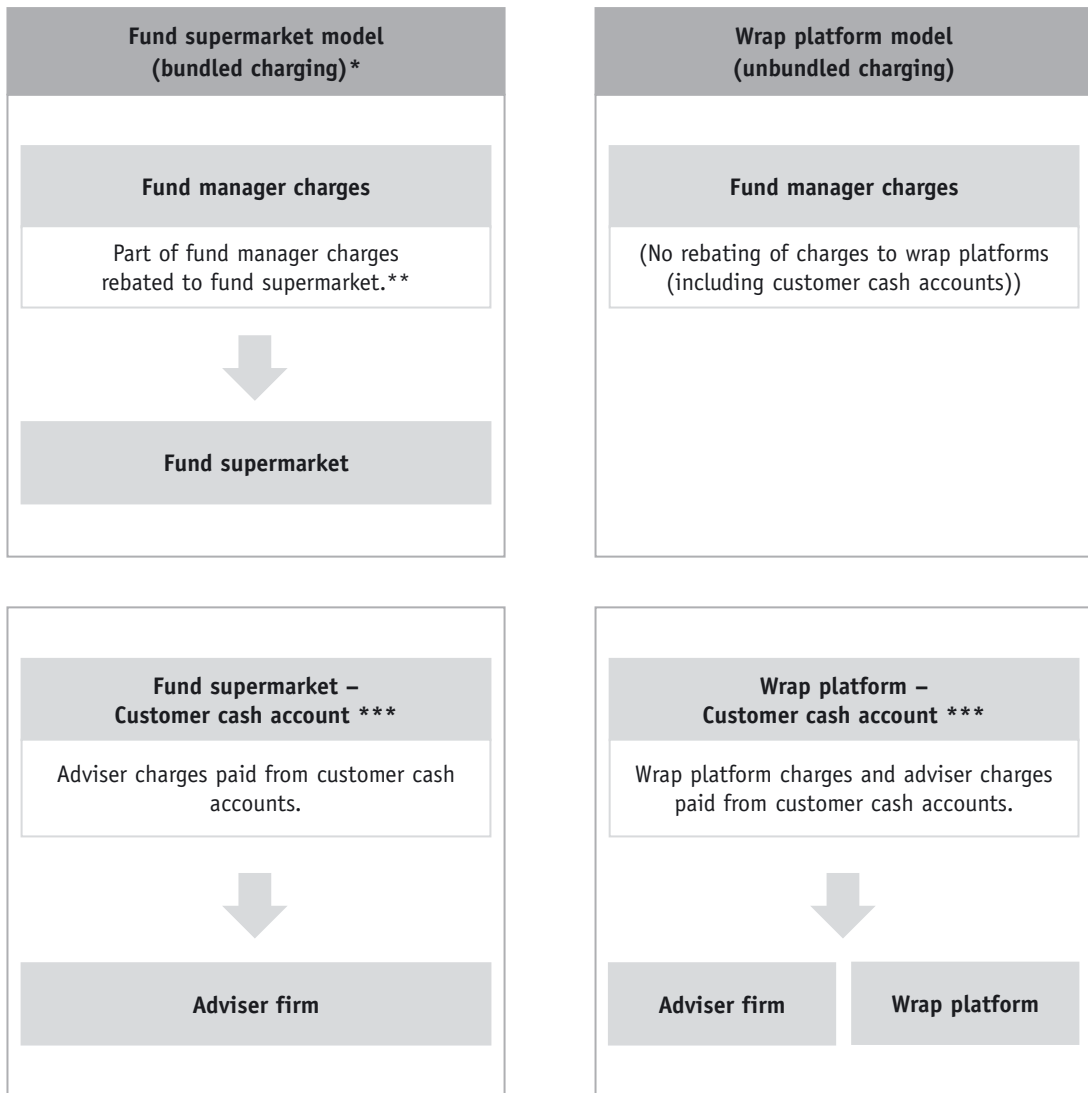 Fund supermarket model
(bundled charging)*
Fund manager charges
Part of fund manager charges
rebated to fund supermarket.**
Fund supermarket
Wrap platform model
(unbundled charging)
Fund manager charges
(No rebating of charges to wrap platforms
(including customer cash accounts))
Fund supermarket –
Customer cash account ***
Adviser charges paid from customer cash
accounts.
Adviser firm
Wrap platform –
Customer cash account ***
Wrap platform charges and adviser charges
paid from customer cash accounts.
Adviser firm
Wrap platform